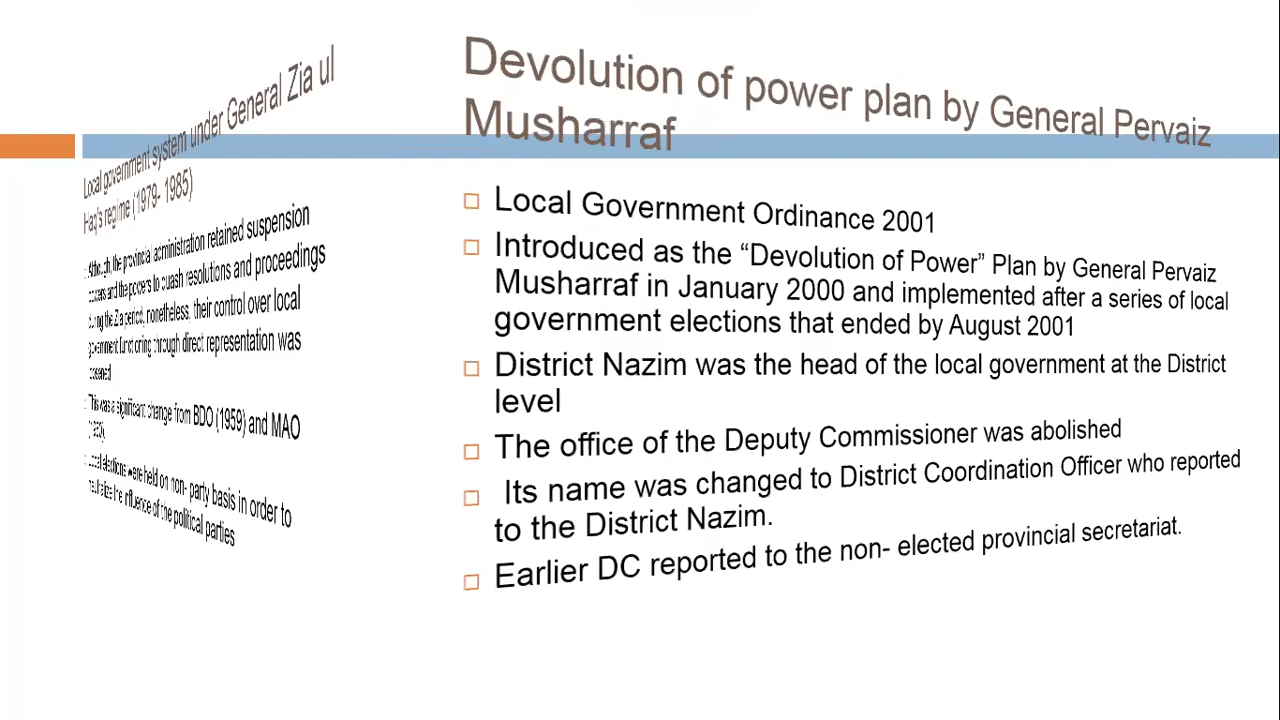 Local government system under General Zia ul
Haq's regime (1979- 1985)
Although, the provincial administration retained suspension
powers and the powers to quash resolutions and proceedings
during the Zia period, nonetheless, their control over local
government functioning through direct representation was
lessened
This was a significant change from BDO (1959) and MAO
Local elections were held on non- party basis in order to
neutralize the influence of the political parties
Devolution of power plan by General Pervaiz
Musharraf
Local Government Ordinance 2001
Introduced as the “Devolution of Power” Plan by General Pervaiz
Musharraf in January 2000 and implemented after a series of local
government elections that ended by August 2001
District Nazim was the head of the local government at the District
level
The office of the Deputy Commissioner was abolished
Its name was changed to District Coordination Officer who reported
to the District Nazim.
Earlier DC reported to the non- elected provincial secretariat.